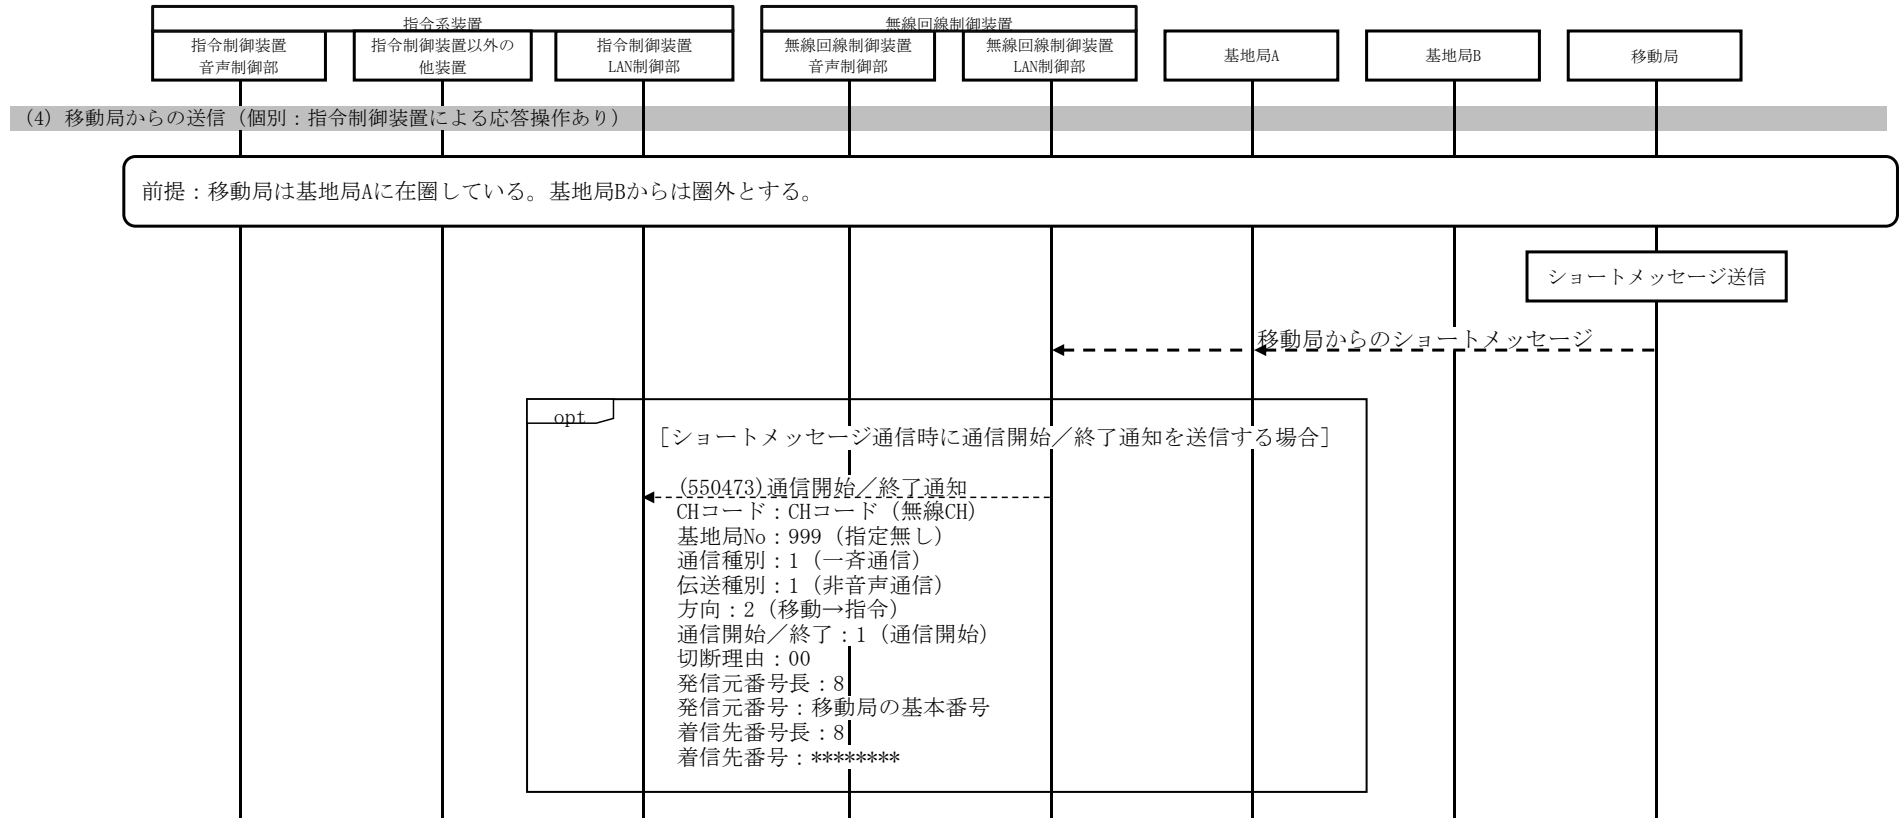 指令系装置
無線回線制御装置
指令制御装置
音声制御部
指令制御装置以外の
他装置
指令制御装置
LAN制御部
無線回線制御装置
音声制御部
無線回線制御装置
LAN制御部
基地局A
基地局B
移動局
(4) 移動局からの送信（個別：指令制御装置による応答操作あり）
前提：移動局は基地局Aに在圏している。基地局Bからは圏外とする。
ショートメッセージ送信
移動局からのショートメッセージ
opt
［ショートメッセージ通信時に通信開始／終了通知を送信する場合］
(550473)通信開始／終了通知
CHコード：CHコード（無線CH）
基地局No：999（指定無し）
通信種別：1（一斉通信）
伝送種別：1（非音声通信）
方向：2（移動→指令）
通信開始／終了：1（通信開始）
切断理由：00
発信元番号長：8
発信元番号：移動局の基本番号
着信先番号長：8
着信先番号：********